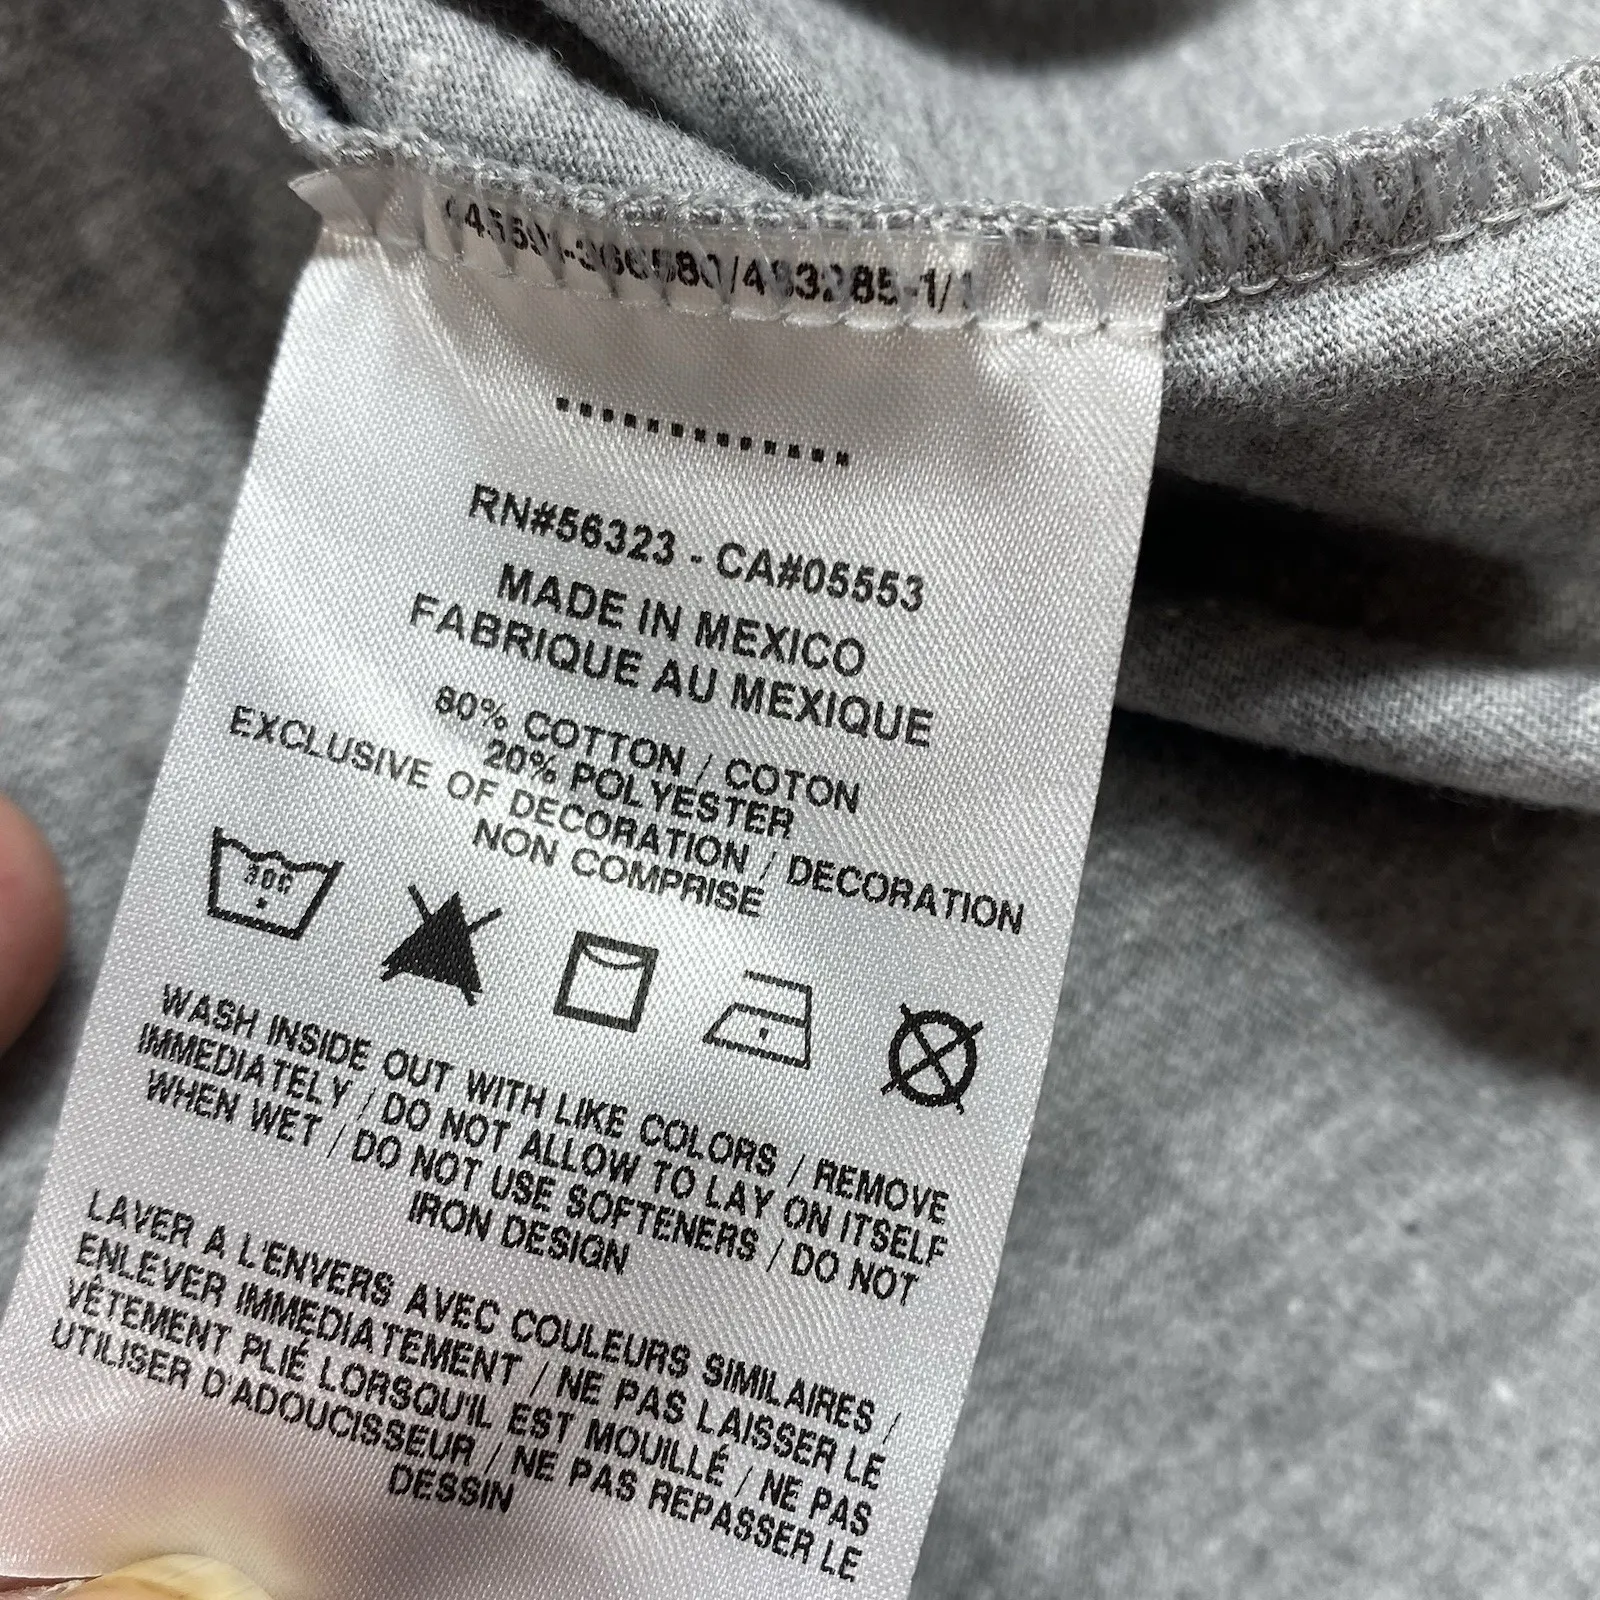 RN#56323 - CA#05553
MADE IN MEXICO
FABRIQUE AU MEXIQUE
80% COTTON / COTON
20% POLYESTER
EXCLUSIVE OF DECORATION / DECORATION
NON COMPRISE
30C
WASH INSIDE OUT WITH LIKE COLORS / REMOVE
IMMEDIATELY / DO NOT ALLOW TO LAY ON ITSELF
WHEN WET / DO NOT USE SOFTENERS / DO NOT
IRON DESIGN
LAVER A L'ENVERS AVEC COULEURS SIMILAIRES /
ENLEVER IMMEDIATEMENT / NE PAS LAISSER LE
VÊTEMENT PLIÉ LORSQU'IL EST MOUILLÉ / NE PAS
UTILISER D'ADOUCISSEUR / NE PAS REPASSER LE
DESSIN